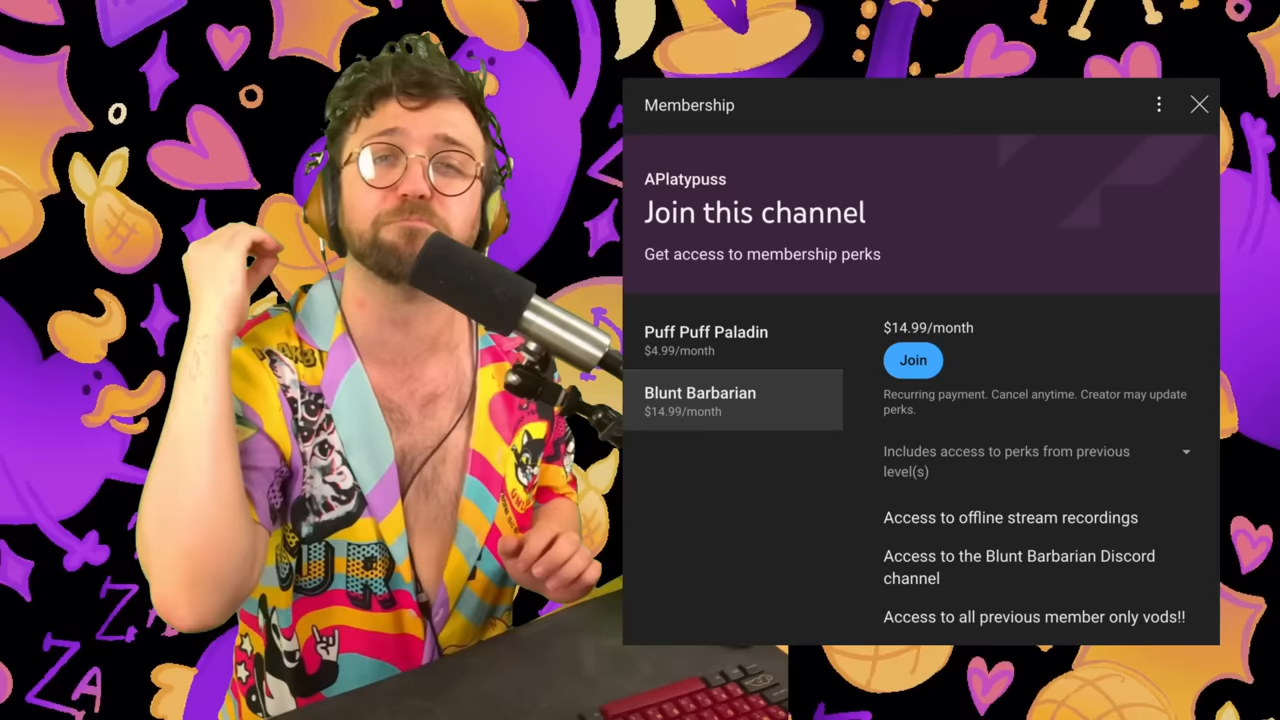 Membership
APlatypuss
Join this channel
Get access to membership perks
Puff Puff Paladin
$4.99/month
Blunt Barbarian
$14.99/month
$14.99/month
Join
Recurring payment. Cancel anytime. Creator may update
perks.
Includes access to perks from previous
level(s)
Access to offline stream recordings
Access to the Blunt Barbarian Discord
channel
Access to all previous member only vods!!
ZZA